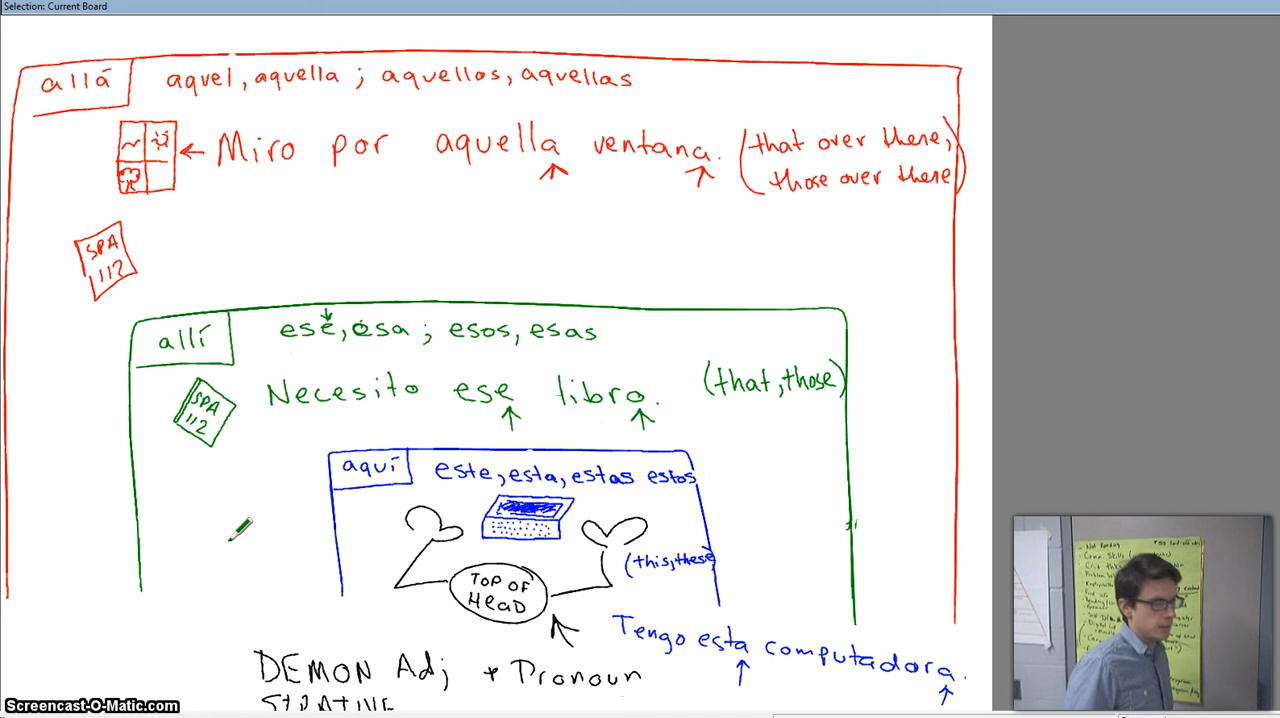 Selection: Current Board
allá aquel, aquella ; aquellos, aquellas
← Miro por aquella ventana. (that over there,
those over there)
SPA
112
allí ese, esa ; esos, esas
Necesito ese libro. (that, those)
SPA
112
aquí este, esta, estas estos
(this, these)
TOP OF
HEAD
Tengo esta computadora.
DEMON Adj + Pronoun
STRATIVE
Screencast-O-Matic.com